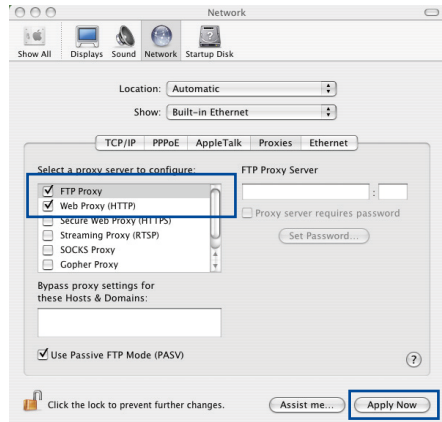 Network
Show All Displays Sound Network Startup Disk
Location: Automatic
Show: Built-in Ethernet
TCP/IP PPPoE AppleTalk Proxies Ethernet
Select a proxy server to configure: FTP Proxy Server
FTP Proxy
Web Proxy (HTTP)
:
Secure Web Proxy (HTTPS)
Proxy server requires password
Streaming Proxy (RTSP)
Set Password...
SOCKS Proxy
Gopher Proxy
Bypass proxy settings for
these Hosts & Domains:
Use Passive FTP Mode (PASV)
?
Click the lock to prevent further changes. Assist me... Apply Now